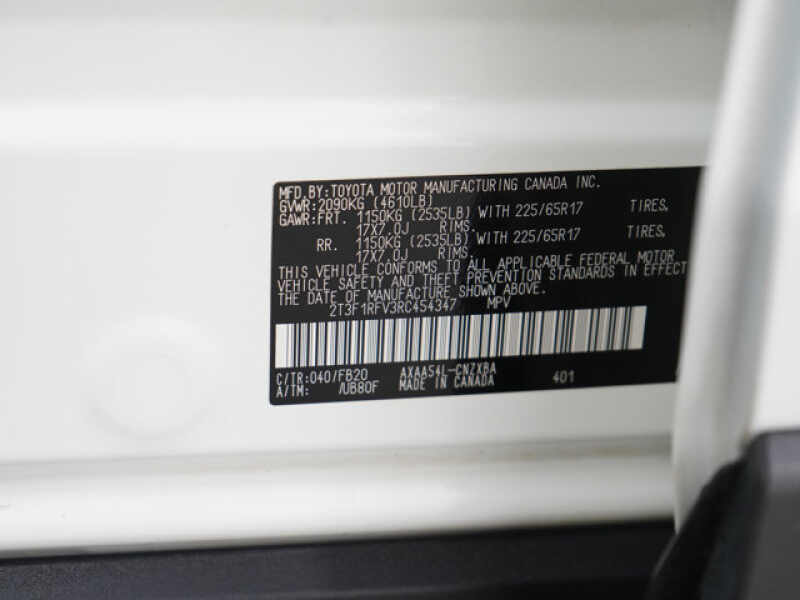 MFD.BY:TOYOTA MOTOR MANUFACTURING CANADA INC.
GVWR:2090KG (4610LB)
GAWR:FRT. 1150KG (2535LB) WITH 225/65R17 TIRES.
17X7.0J RIMS.
RR. 1150KG (2535LB) WITH 225/65R17 TIRES.
17X7.0J RIMS.
THIS VEHICLE CONFORMS TO ALL APPLICABLE FEDERAL MOTOR
VEHICLE SAFETY AND THEFT PREVENTION STANDARDS IN EFFECT
THE DATE OF MANUFACTURE SHOWN ABOVE.
2T3F1RFV3RC454347 MPV
C/TR:040/FB20 AXAA54L-CNZXBA 401
A/TM: /UB80F MADE IN CANADA